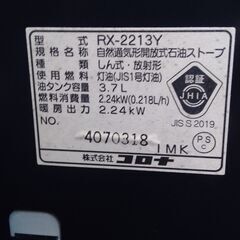 型式 RX-2213Y
規格名称 自然通気形開放式石油ストーブ
種類 しん式・放射形
使用燃料 灯油(JIS1号灯油)
油タンク容量 3.7L
燃料消費量 2.24kW(0.218L/h)
暖房出力 2.24kW
認証
JHIA
JIS S 2019
NO. 4070318 IMK
PS
C
株式会社 コロナ